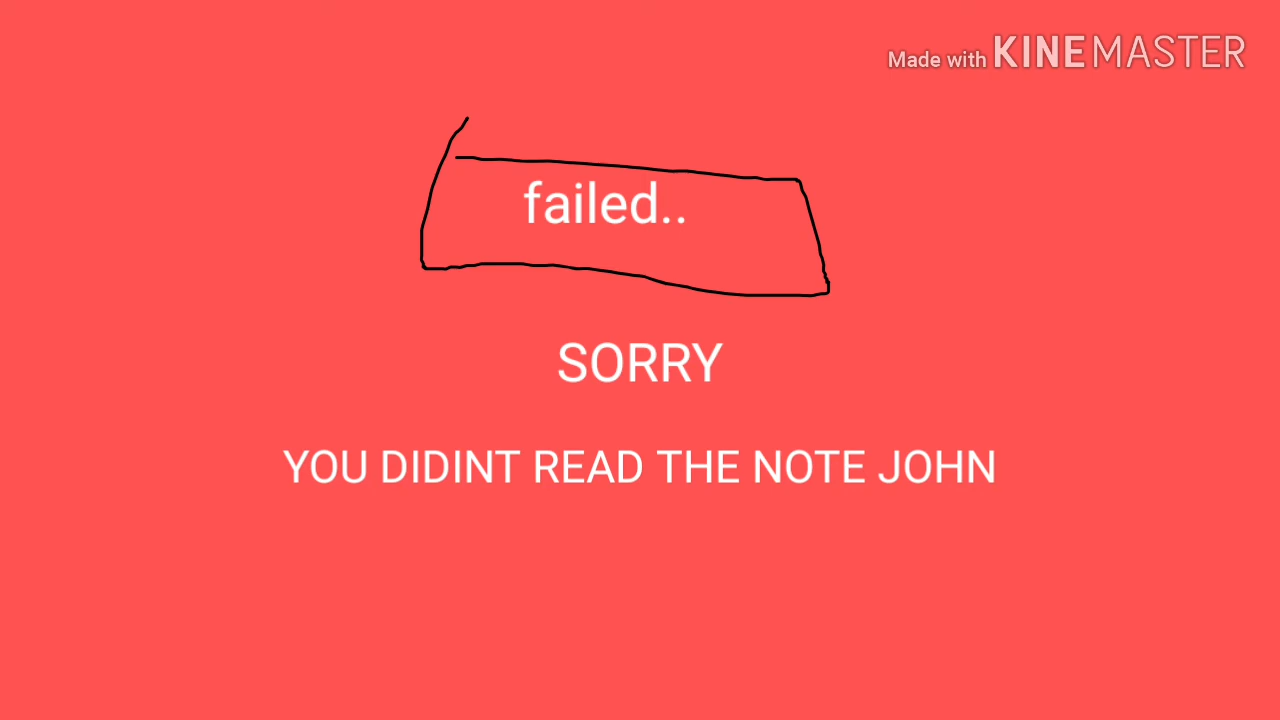 Made with KINEMASTER
failed..
SORRY
YOU DIDINT READ THE NOTE JOHN